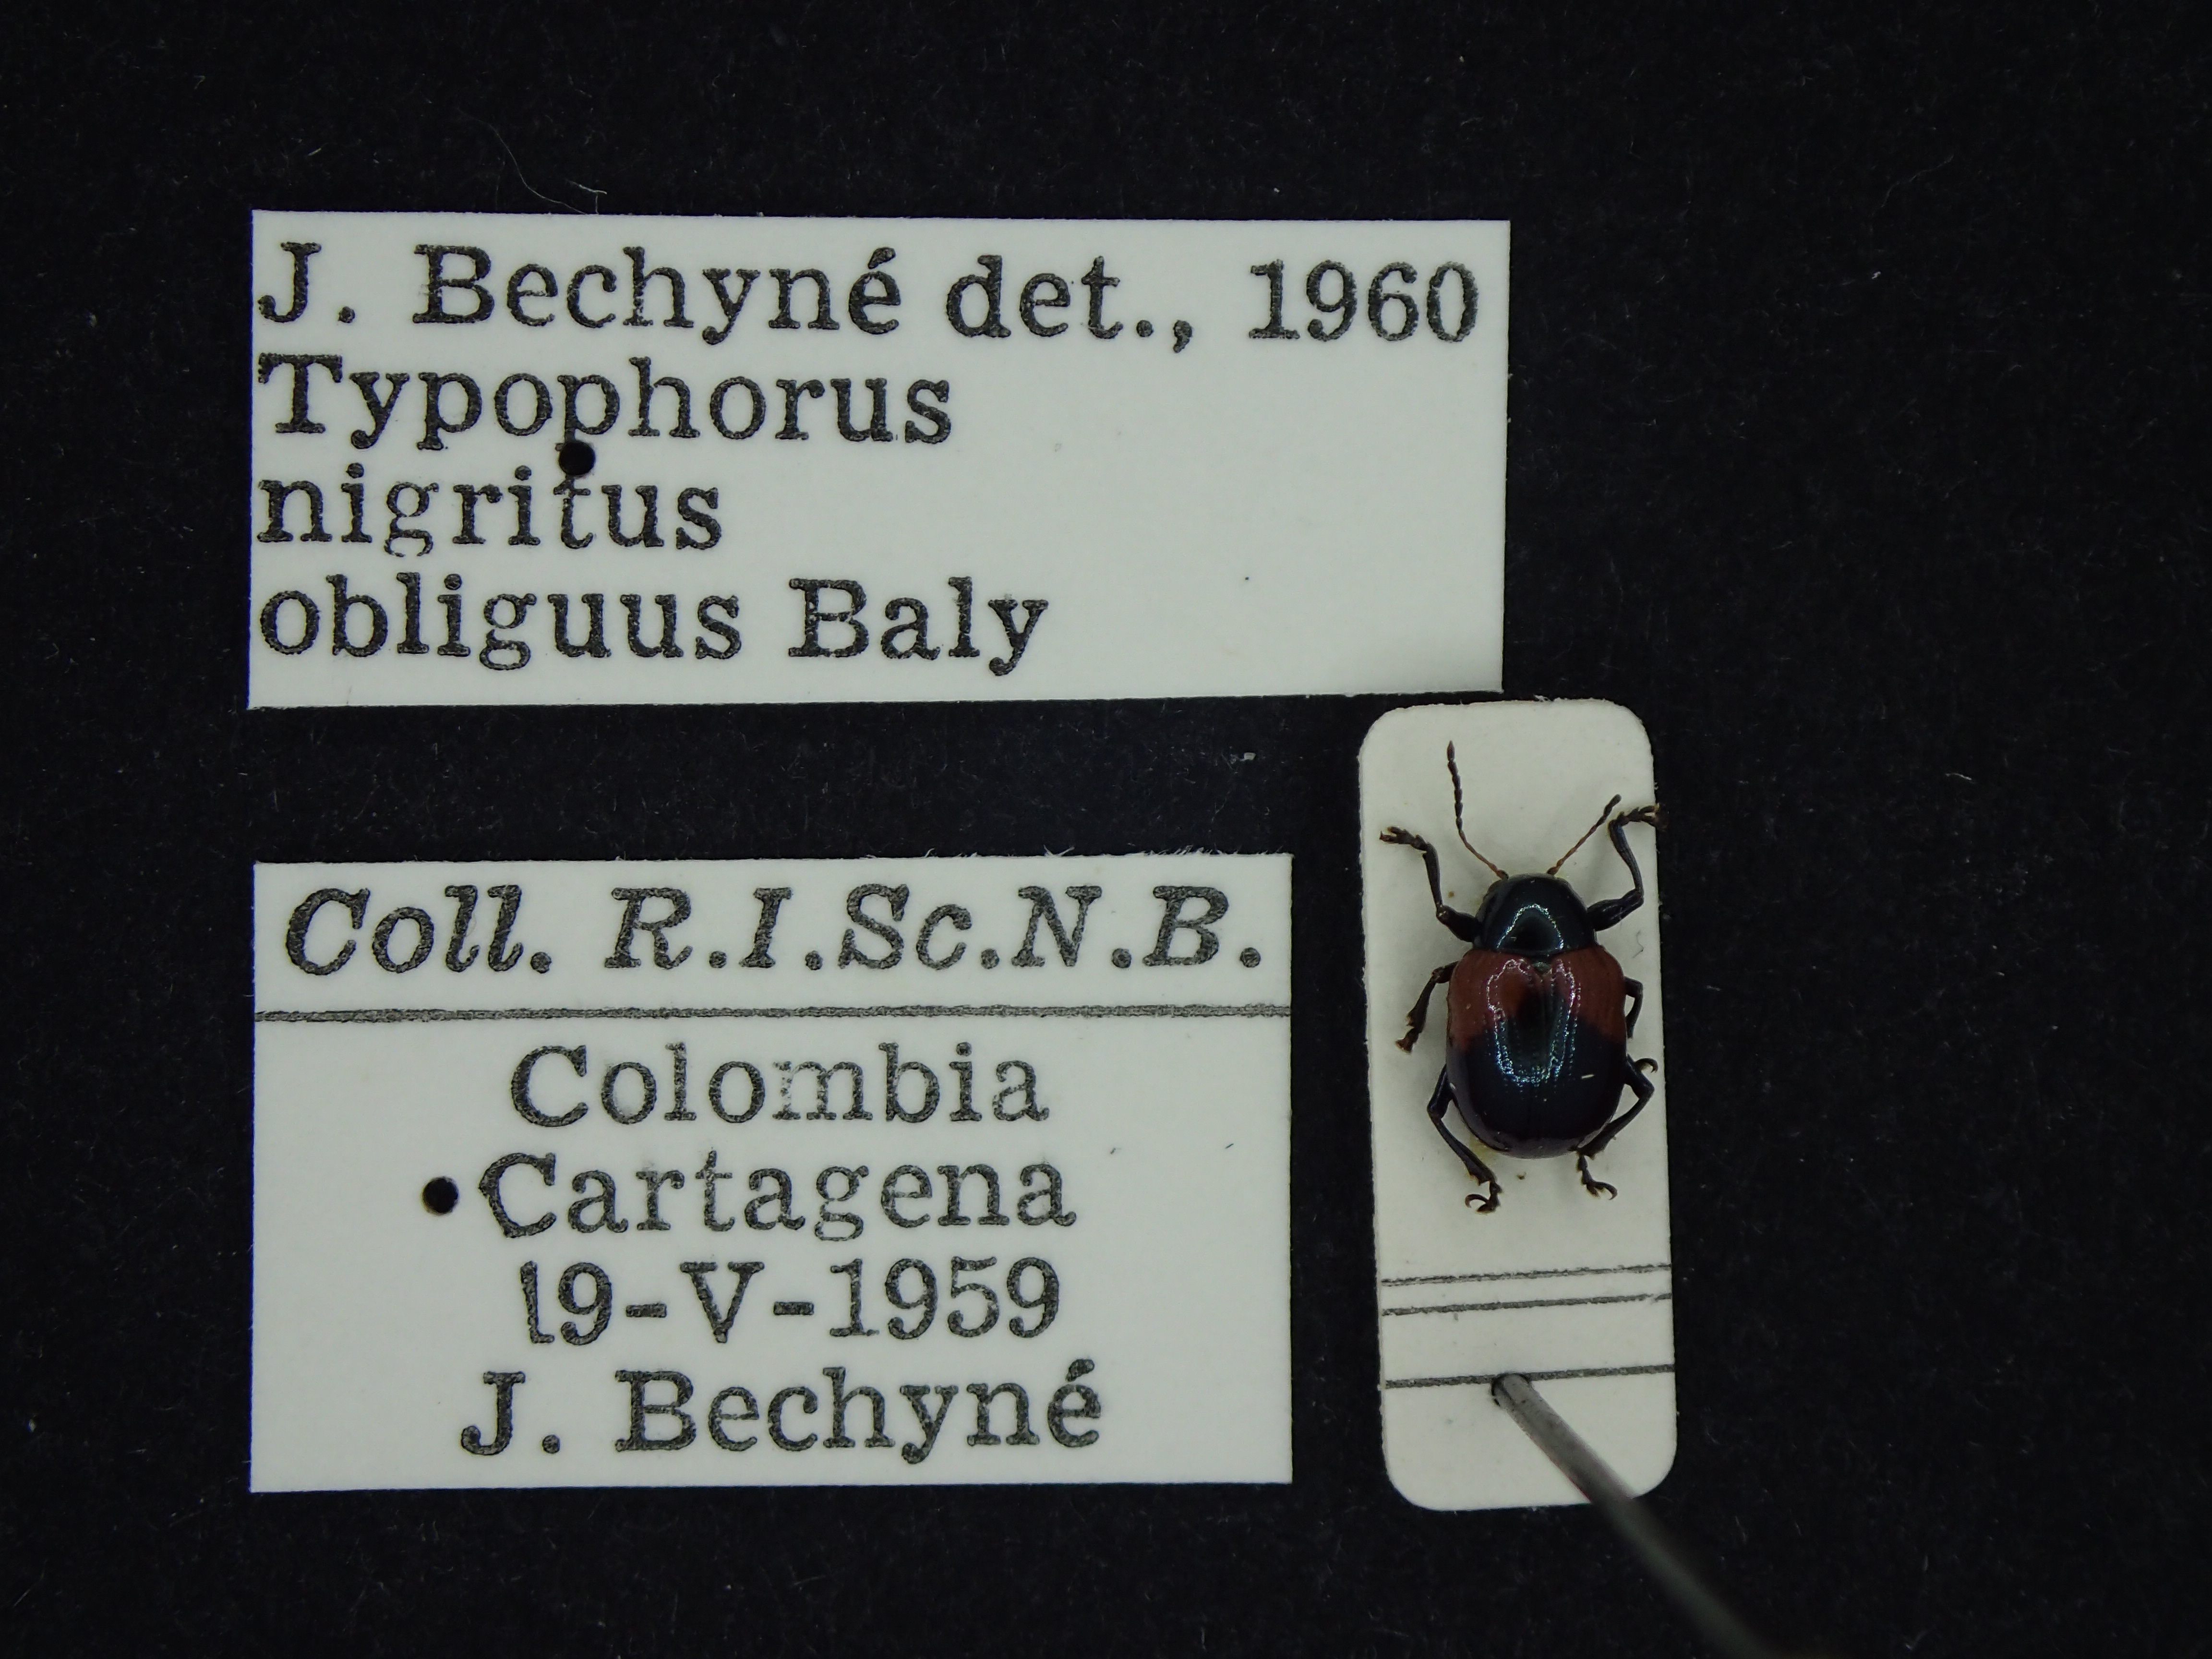 J. Bechyné det., 1960
Typophorus
nigritus
obliguus Baly
Coll. R.I.Sc.N.B.
Colombia
Cartagena
19-V-1959
J. Bechyné